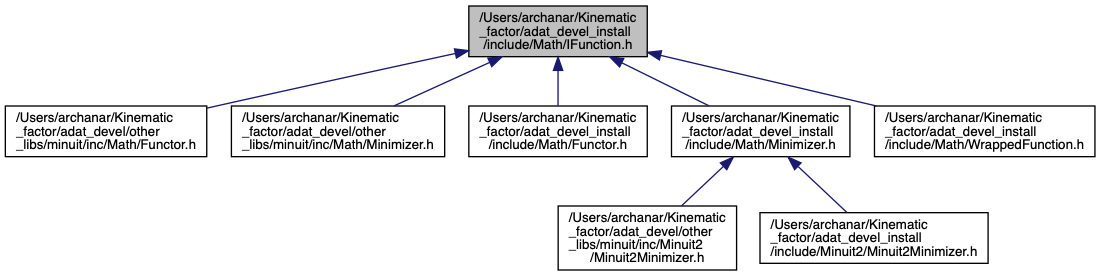 /Users/archanar/Kinematic
_factor/adat_devel_install
/include/Math/IFunction.h
/Users/archanar/Kinematic
_factor/adat_devel/other
_libs/minuit/inc/Math/Functor.h
/Users/archanar/Kinematic
_factor/adat_devel/other
_libs/minuit/inc/Math/Minimizer.h
/Users/archanar/Kinematic
_factor/adat_devel_install
/include/Math/Functor.h
/Users/archanar/Kinematic
_factor/adat_devel_install
/include/Math/Minimizer.h
/Users/archanar/Kinematic
_factor/adat_devel_install
/include/Math/WrappedFunction.h
/Users/archanar/Kinematic
_factor/adat_devel/other
_libs/minuit/inc/Minuit2
/Minuit2Minimizer.h
/Users/archanar/Kinematic
_factor/adat_devel_install
/include/Minuit2/Minuit2Minimizer.h